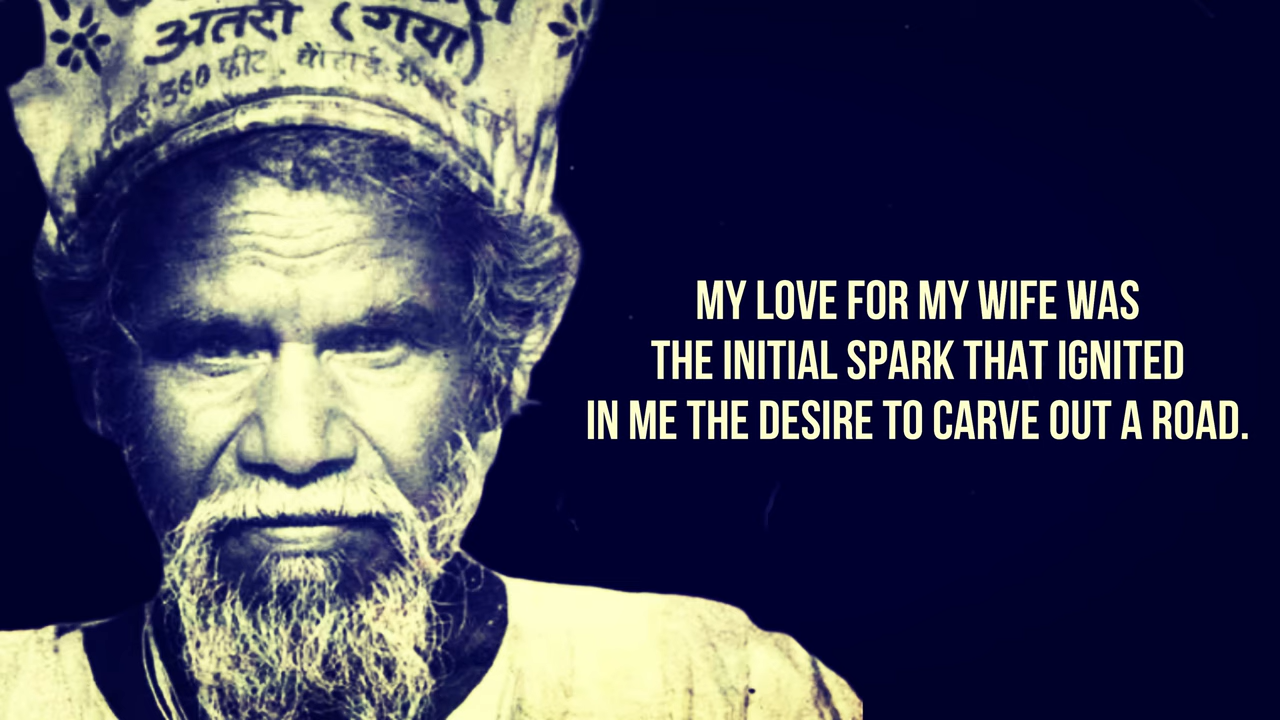 अतरी (गया)
560 फीट
MY LOVE FOR MY WIFE WAS
THE INITIAL SPARK THAT IGNITED
IN ME THE DESIRE TO CARVE OUT A ROAD.